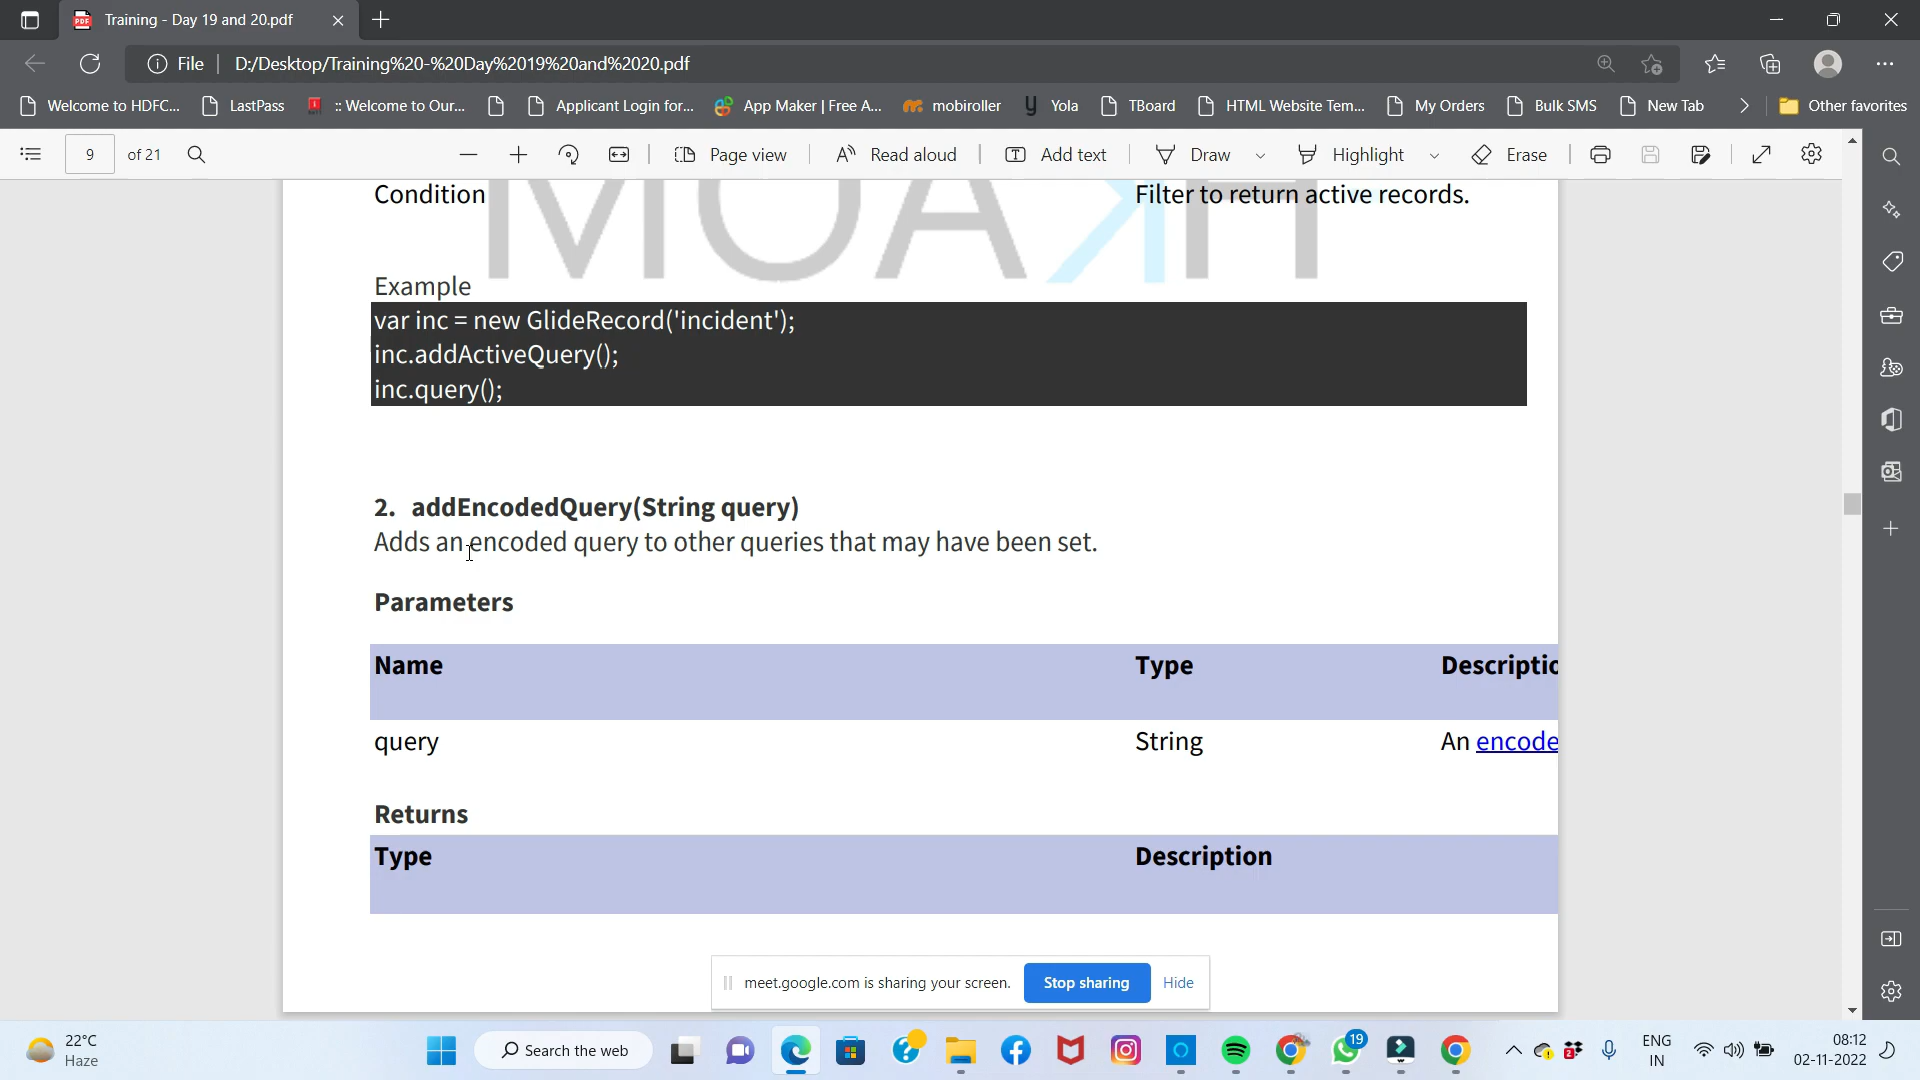 Training - Day 19 and 20.pdf
File
D:/Desktop/Training%20-%20Day%2019%20and%2020.pdf
Welcome to HDFC...
LastPass
:: Welcome to Our...
Applicant Login for...
App Maker | Free A...
mobiroller
Yola
TBoard
HTML Website Tem...
My Orders
Bulk SMS
New Tab
Other favorites
9 of 21
Page view
Read aloud
Add text
Draw
Highlight
Erase
Condition
Filter to return active records.
Example
var inc = new GlideRecord('incident');
inc.addActiveQuery();
inc.query();
2. addEncodedQuery(String query)
Adds an encoded query to other queries that may have been set.
Parameters
Name Type Descriptio
query String An encode
Returns
Type Description
meet.google.com is sharing your screen.
Stop sharing
Hide
22°C
Haze
Search the web
19
2
ENG
IN
08:12
02-11-2022